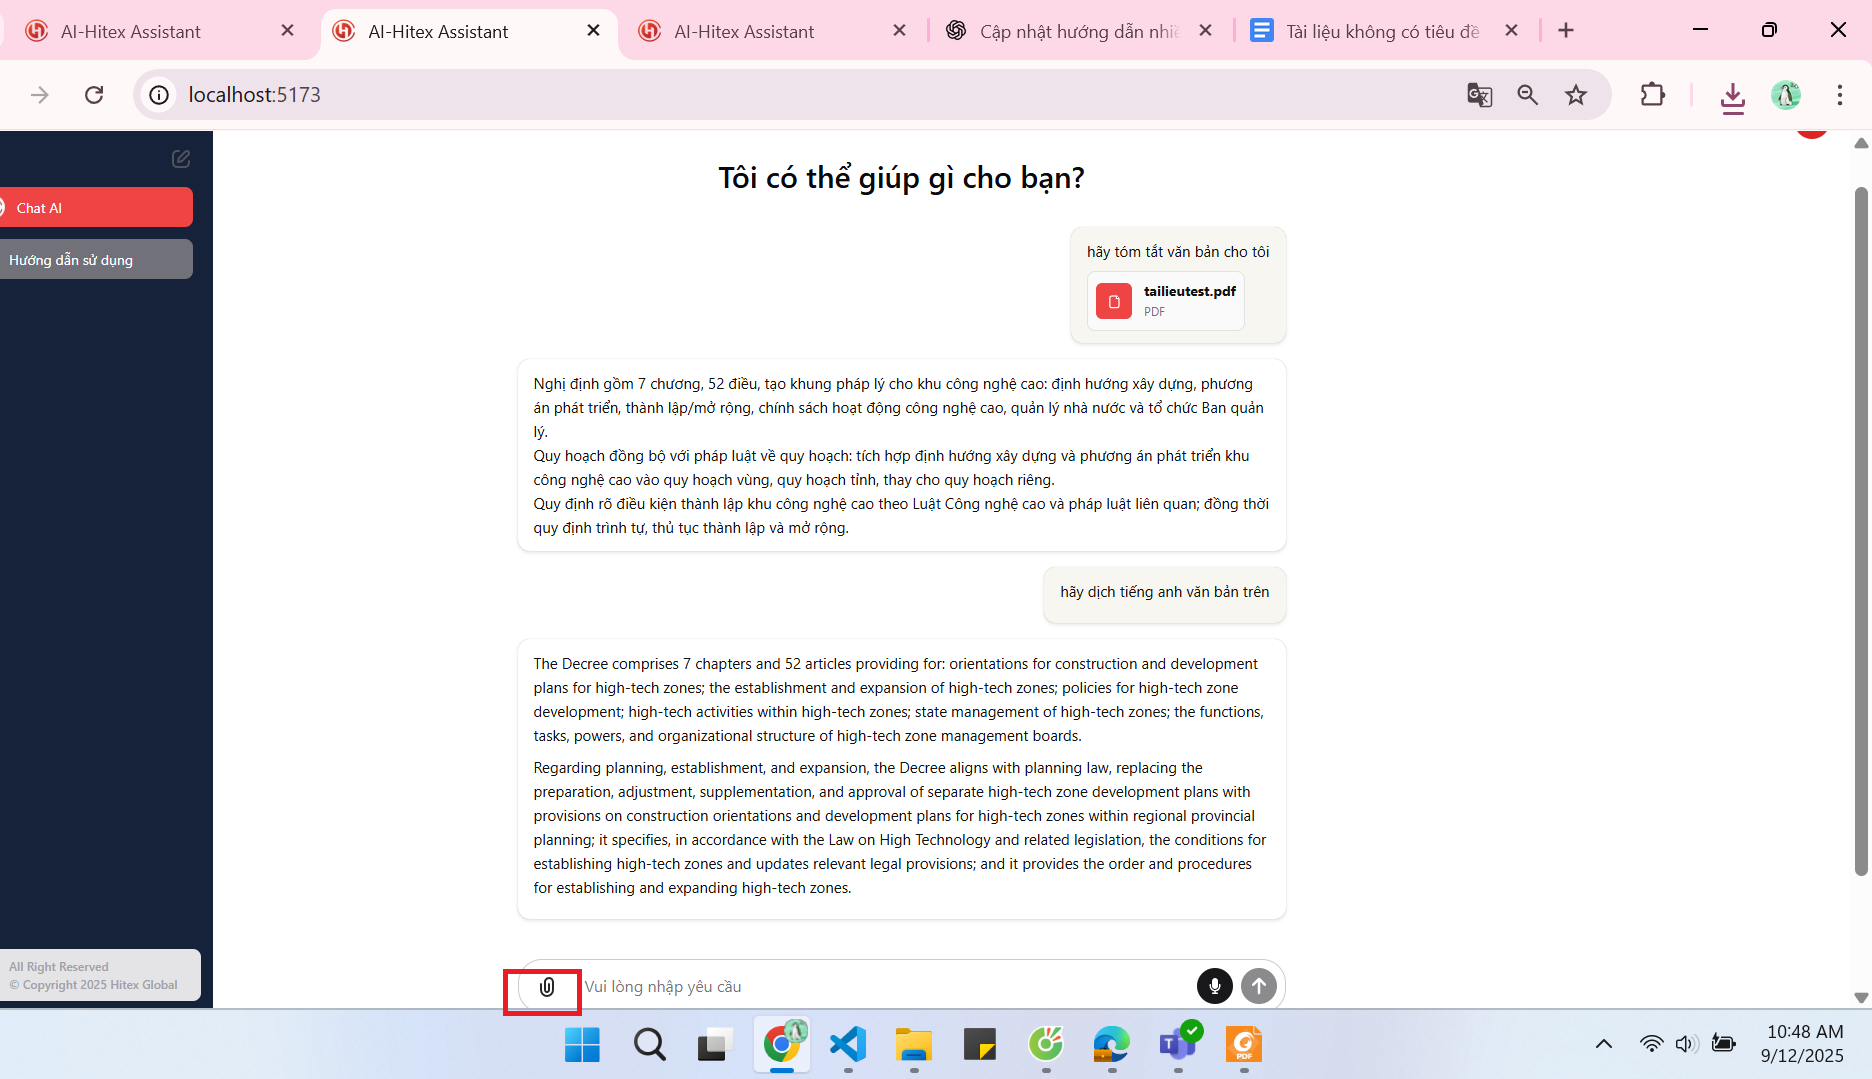 AI-Hitex Assistant
AI-Hitex Assistant
AI-Hitex Assistant
Cập nhật hướng dẫn nhiề
Tài liệu không có tiêu đề
localhost:5173
Chat AI
Hướng dẫn sử dụng
Tôi có thể giúp gì cho bạn?
hãy tóm tắt văn bản cho tôi
tailieutest.pdf
PDF
Nghị định gồm 7 chương, 52 điều, tạo khung pháp lý cho khu công nghệ cao: định hướng xây dựng, phương
án phát triển, thành lập/mở rộng, chính sách hoạt động công nghệ cao, quản lý nhà nước và tổ chức Ban quản
lý.
Quy hoạch đồng bộ với pháp luật về quy hoạch: tích hợp định hướng xây dựng và phương án phát triển khu
công nghệ cao vào quy hoạch vùng, quy hoạch tỉnh, thay cho quy hoạch riêng.
Quy định rõ điều kiện thành lập khu công nghệ cao theo Luật Công nghệ cao và pháp luật liên quan; đồng thời
quy định trình tự, thủ tục thành lập và mở rộng.
hãy dịch tiếng anh văn bản trên
The Decree comprises 7 chapters and 52 articles providing for: orientations for construction and development
plans for high-tech zones; the establishment and expansion of high-tech zones; policies for high-tech zone
development; high-tech activities within high-tech zones; state management of high-tech zones; the functions,
tasks, powers, and organizational structure of high-tech zone management boards.
Regarding planning, establishment, and expansion, the Decree aligns with planning law, replacing the
preparation, adjustment, supplementation, and approval of separate high-tech zone development plans with
provisions on construction orientations and development plans for high-tech zones within regional provincial
planning; it specifies, in accordance with the Law on High Technology and related legislation, the conditions for
establishing high-tech zones and updates relevant legal provisions; and it provides the order and procedures
for establishing and expanding high-tech zones.
All Right Reserved
© Copyright 2025 Hitex Global
Vui lòng nhập yêu cầu
PDF
10:48 AM
9/12/2025